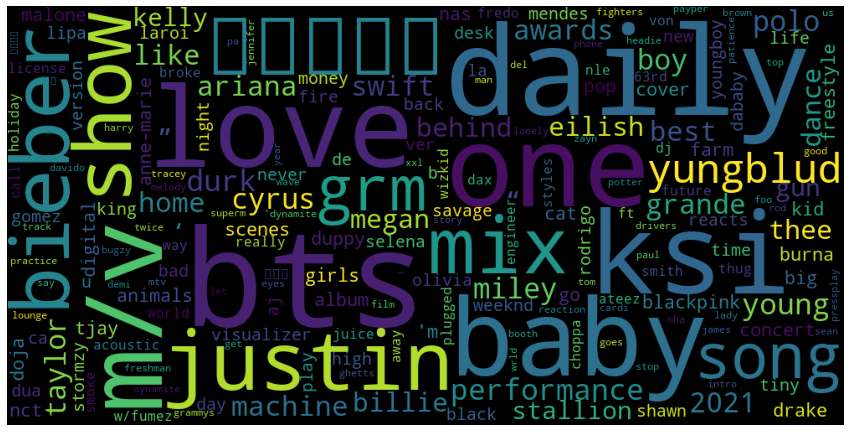 malone
kelly
laroi
nas
fredo
mendes
desk
awards
polo
von
brown
fighters
us
payper
lipa
like
ariana
swift
boy
new
life
license
version
money
fire
la
pop
cover
63rd
youngboy
headie
patience
phone
top
bieber
show
m/v
love
daily
one
dance
freestyle
dababy
anne-marie
night
broke
back
behind
eilish
best
dj
farm
holiday
harry
durk
never
de
ver
wizkid
dax
nle
good
lonely
zayn
del
man
jennifer
pa
year
xxl
call
davido
gomez
home
cyrus
grm
megan
savage
styles
future
gun
yungblud
potter
foo
rod
track
king
digital
scenes
duppy
selena
cat
engineer
ft
grande
reacts
kid
thee
bugzy
twice
way
really
girls
bts
mix
olivia
rodrigo
drivers
paul
smith
time
burna
ksi
practice
say
demi
mtv
bad
animals
world
aj
album
film
eyes
let
superm
dynamite
wave
melody
tracey
story
miley
weeknd
go
plugged
ateez
tom
blackpink
thug
big
concert
lounge
taylor
tjay
visualizer
juice
'm
choppa
cardi
nba
lady
pressplay
doja
ca
acoustic
justin
high
play
away
wrld
booth
reaction
baby
james
sean
young
song
dua
stormzy
smoke
freshman
get
ghetts
goes
stop
intro
tiny
nct
w/fumez
day
dynamite
grammys
machine
billie
black
performance
stallion
shawn
2021
drake